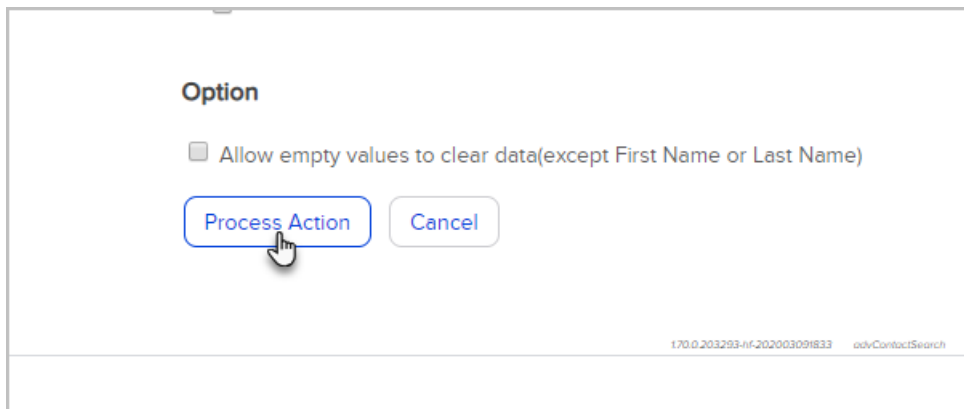 Option
Allow empty values to clear data(except First Name or Last Name)
Process Action Cancel
1.70.0.203293-hf-202003091833 advContactSearch